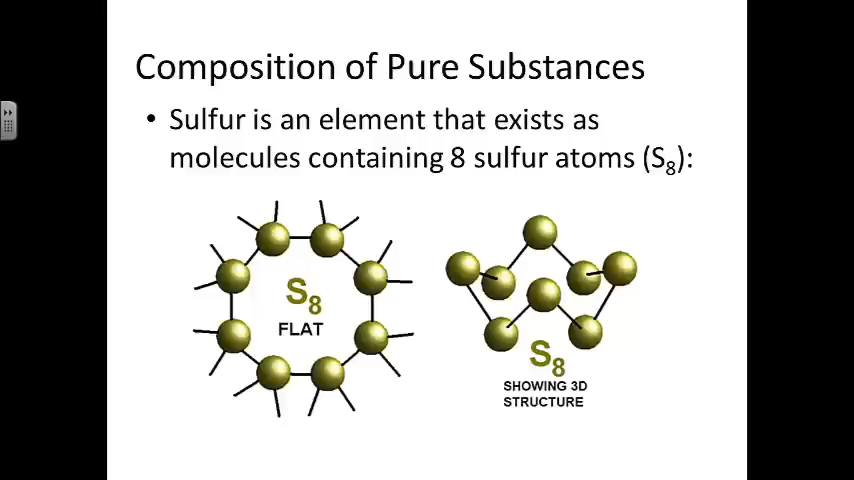 Composition of Pure Substances
• Sulfur is an element that exists as
molecules containing 8 sulfur atoms (S₈):
S₈
FLAT
S₈
SHOWING 3D
STRUCTURE